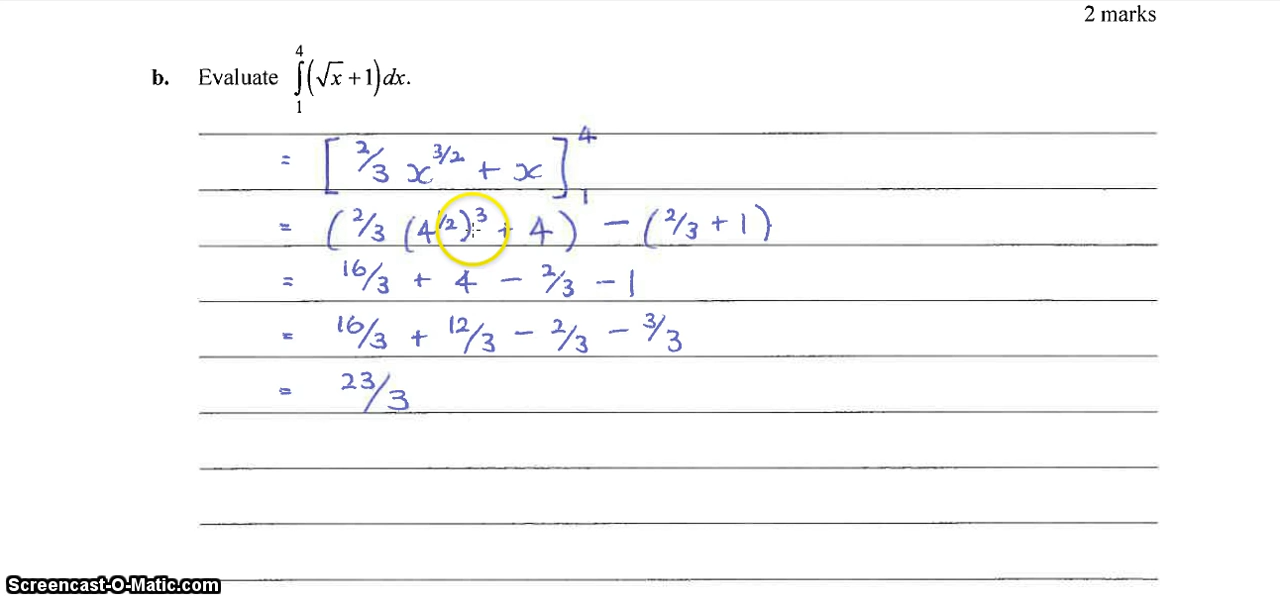 2 marks
b. Evaluate ∫₁⁴(√x + 1)dx.
= [2/3 x^3/2 + x]₁⁴
= (2/3 (4^1/2)^3 + 4) − (2/3 + 1)
= 16/3 + 4 − 2/3 − 1
= 16/3 + 12/3 − 2/3 − 3/3
= 23/3
Screencast-O-Matic.com